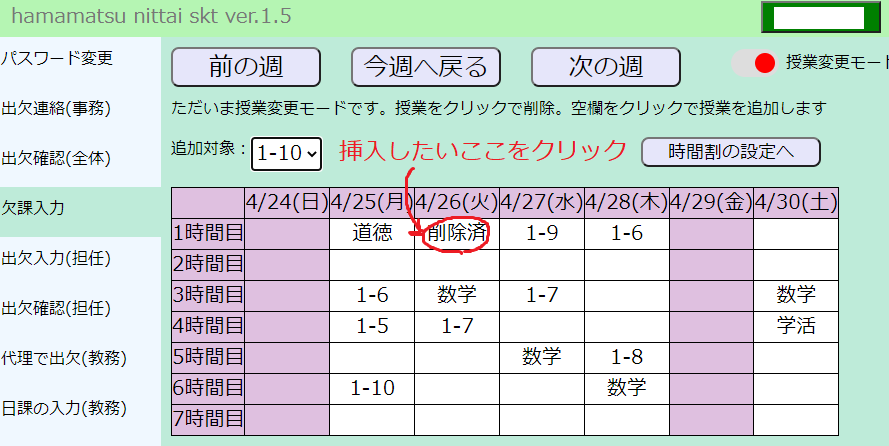 hamamatsu nittai skt ver.1.5
パスワード変更
出欠連絡(事務)
出欠確認(全体)
欠課入力
出欠入力(担任)
出欠確認(担任)
代理で出欠(教務)
日課の入力(教務)
前の週 今週へ戻る 次の週 授業変更モード
ただいま授業変更モードです。授業をクリックで削除。空欄をクリックで授業を追加します
追加対象： 1-10 挿入したいここをクリック 時間割の設定へ
4/24(日) 4/25(月) 4/26(火) 4/27(水) 4/28(木) 4/29(金) 4/30(土)
1時間目 道徳 削除済 1-9 1-6
2時間目
3時間目 1-6 数学 1-7 数学
4時間目 1-5 1-7 学活
5時間目 数学 1-8
6時間目 1-10 数学
7時間目